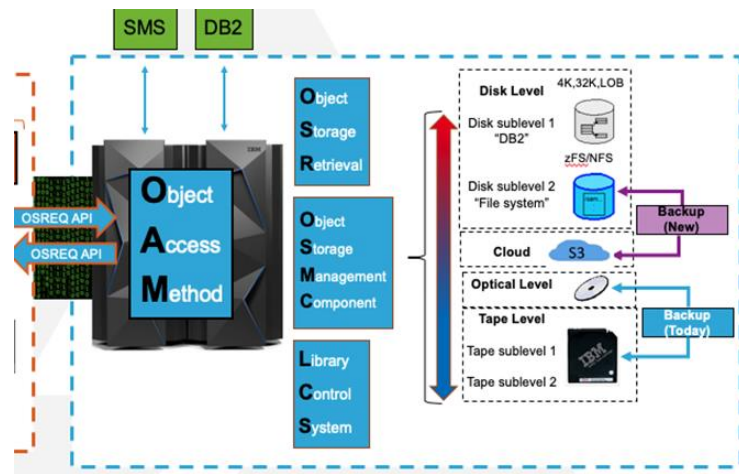 SMS
DB2
OSREQ API
OSREQ API
IBM
Object
Access
Method
Object
Storage
Retrieval
Object
Storage
Management
Component
Library
Control
System
4K,32K,LOB
Disk Level
Disk sublevel 1
“DB2”
zFS/NFS
Disk sublevel 2
“File system”
Cloud
S3
Optical Level
Tape Level
Tape sublevel 1
IBM
Tape sublevel 2
Backup
(New)
Backup
(Today)